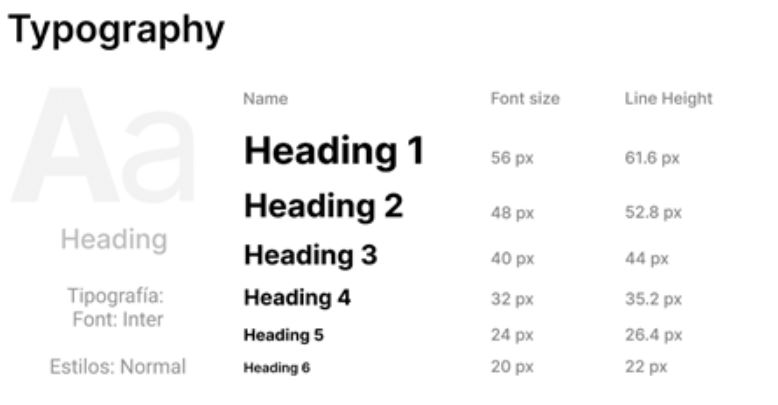 Typography
Aa
Heading
Tipografía:
Font: Inter
Estilos: Normal
Name Font size Line Height
Heading 1 56 px 61.6 px
Heading 2 48 px 52.8 px
Heading 3 40 px 44 px
Heading 4 32 px 35.2 px
Heading 5 24 px 26.4 px
Heading 6 20 px 22 px